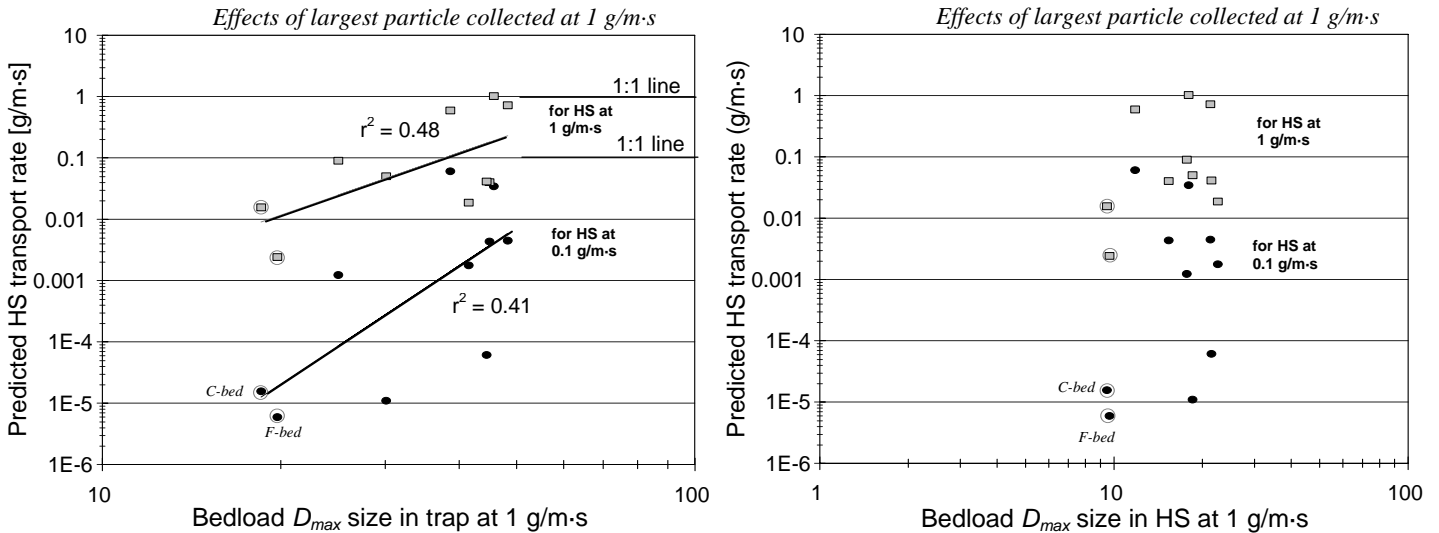 Effects of largest particle collected at 1 g/m·s
Predicted HS transport rate [g/m·s]
10
1
0.1
0.01
0.001
1E-4
1E-5
1E-6
1:1 line
for HS at
1 g/m·s
r² = 0.48
1:1 line
for HS at
0.1 g/m·s
r² = 0.41
C-bed
F-bed
10
100
Bedload Dmax size in trap at 1 g/m·s
Effects of largest particle collected at 1 g/m·s
Predicted HS transport rate (g/m·s)
10
1
0.1
0.01
0.001
1E-4
1E-5
1E-6
for HS at
1 g/m·s
for HS at
0.1 g/m·s
C-bed
F-bed
1
10
100
Bedload Dmax size in HS at 1 g/m·s